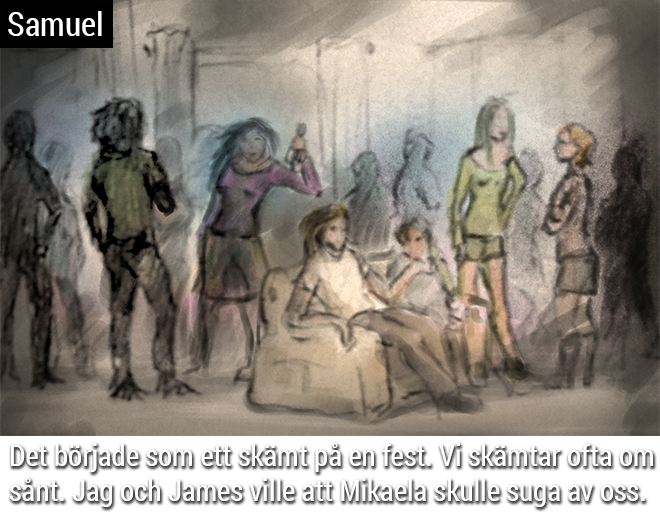 Samuel
Det började som ett skämt på en fest. Vi skämtar ofta om
sånt. Jag och James ville att Mikaela skulle suga av oss.